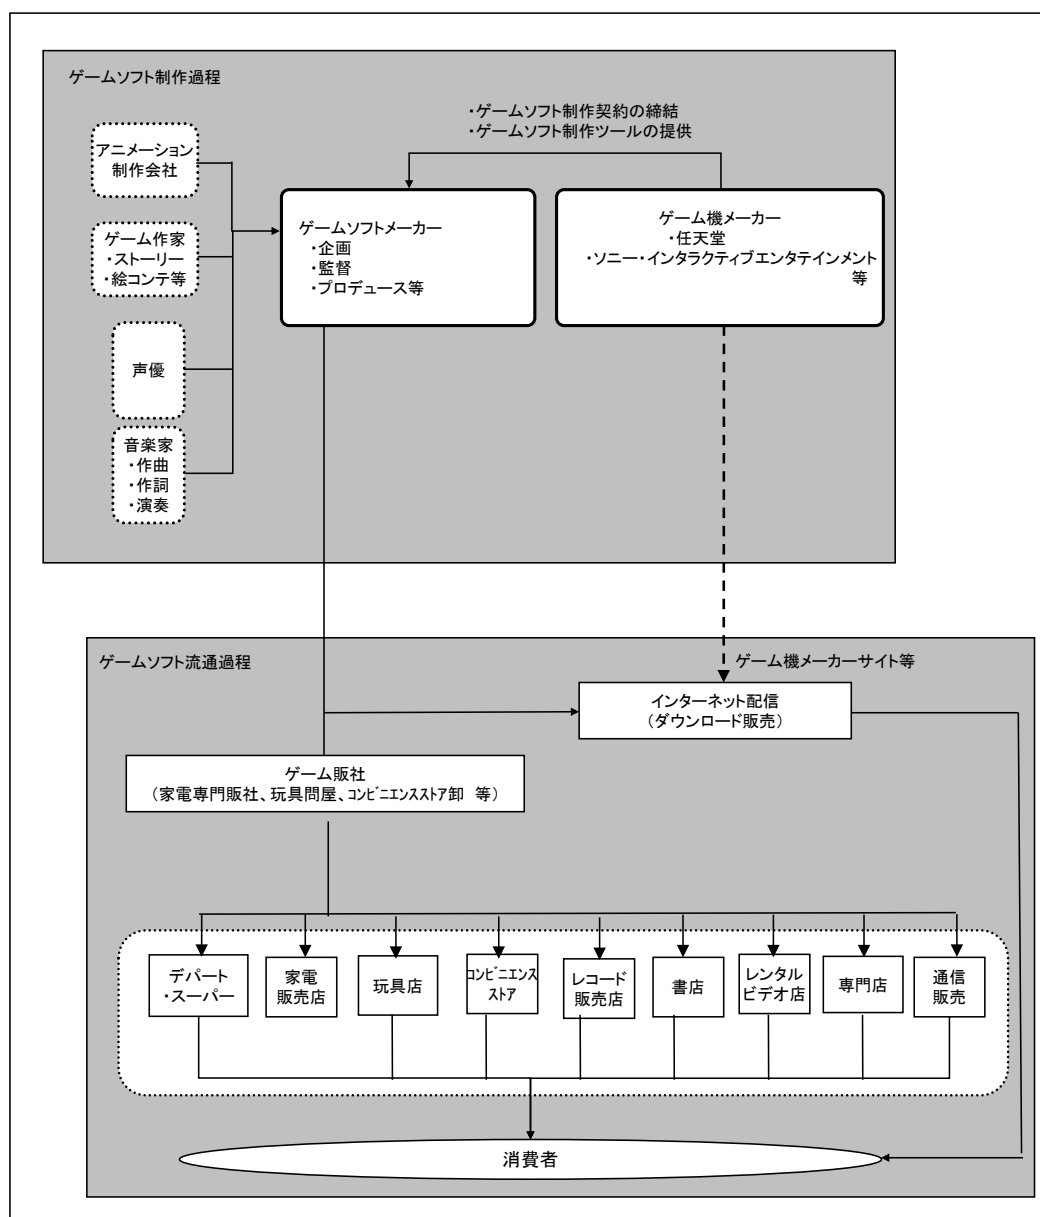 ゲームソフト制作過程
・ゲームソフト制作契約の締結
・ゲームソフト制作ツールの提供
アニメーション
制作会社
ゲーム作家
・ストーリー
・絵コンテ等
声優
音楽家
・作曲
・作詞
・演奏
ゲームソフトメーカー
・企画
・監督
・プロデュース等
ゲーム機メーカー
・任天堂
・ソニー・インタラクティブエンタテインメント
等
ゲームソフト流通過程
ゲーム機メーカーサイト等
インターネット配信
（ダウンロード販売）
ゲーム販社
（家電専門販社、玩具問屋、ｺﾝﾋﾞﾆｴﾝｽｽﾄｱ卸 等）
デパート
・スーパー
家電
販売店
玩具店
ｺﾝﾋﾞﾆｴﾝｽ
ｽﾄｱ
レコード
販売店
書店
レンタル
ビデオ店
専門店
通信
販売
消費者